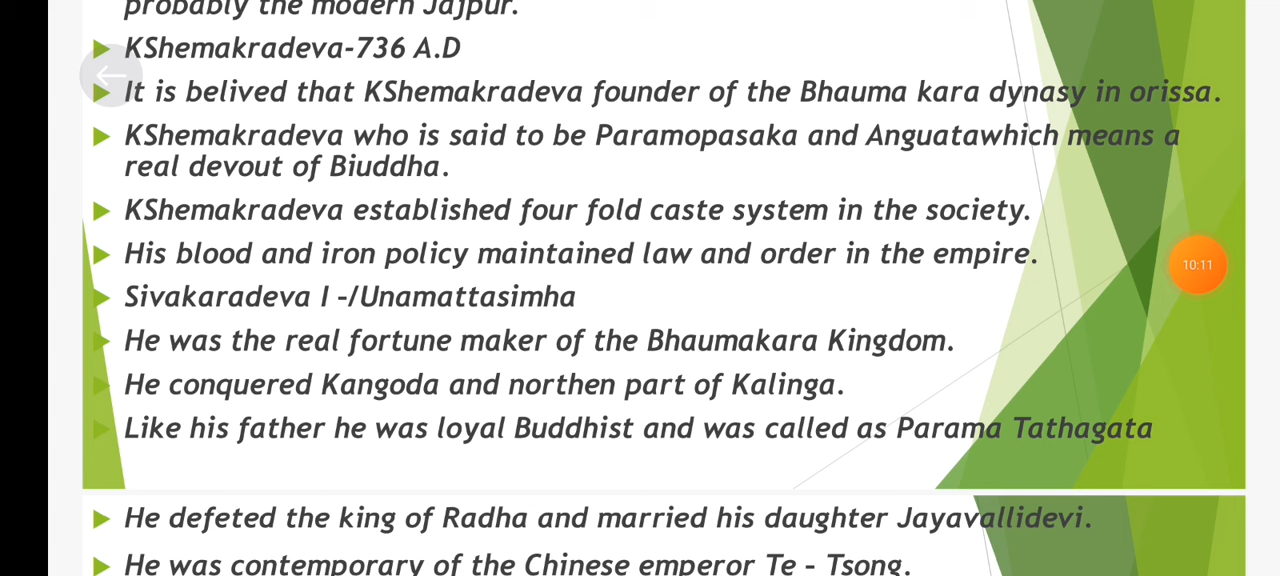 probably the modern Jajpur.
KShemakradeva-736 A.D
It is belived that KShemakradeva founder of the Bhauma kara dynasy in orissa.
KShemakradeva who is said to be Paramopasaka and Anguatawhich means a
real devout of Biuddha.
KShemakradeva established four fold caste system in the society.
His blood and iron policy maintained law and order in the empire.
10:11
Sivakaradeva I -/Unamattasimha
He was the real fortune maker of the Bhaumakara Kingdom.
He conquered Kangoda and northen part of Kalinga.
Like his father he was loyal Buddhist and was called as Parama Tathagata
He defeted the king of Radha and married his daughter Jayavallidevi.
He was contemporary of the Chinese emperor Te - Tsong.